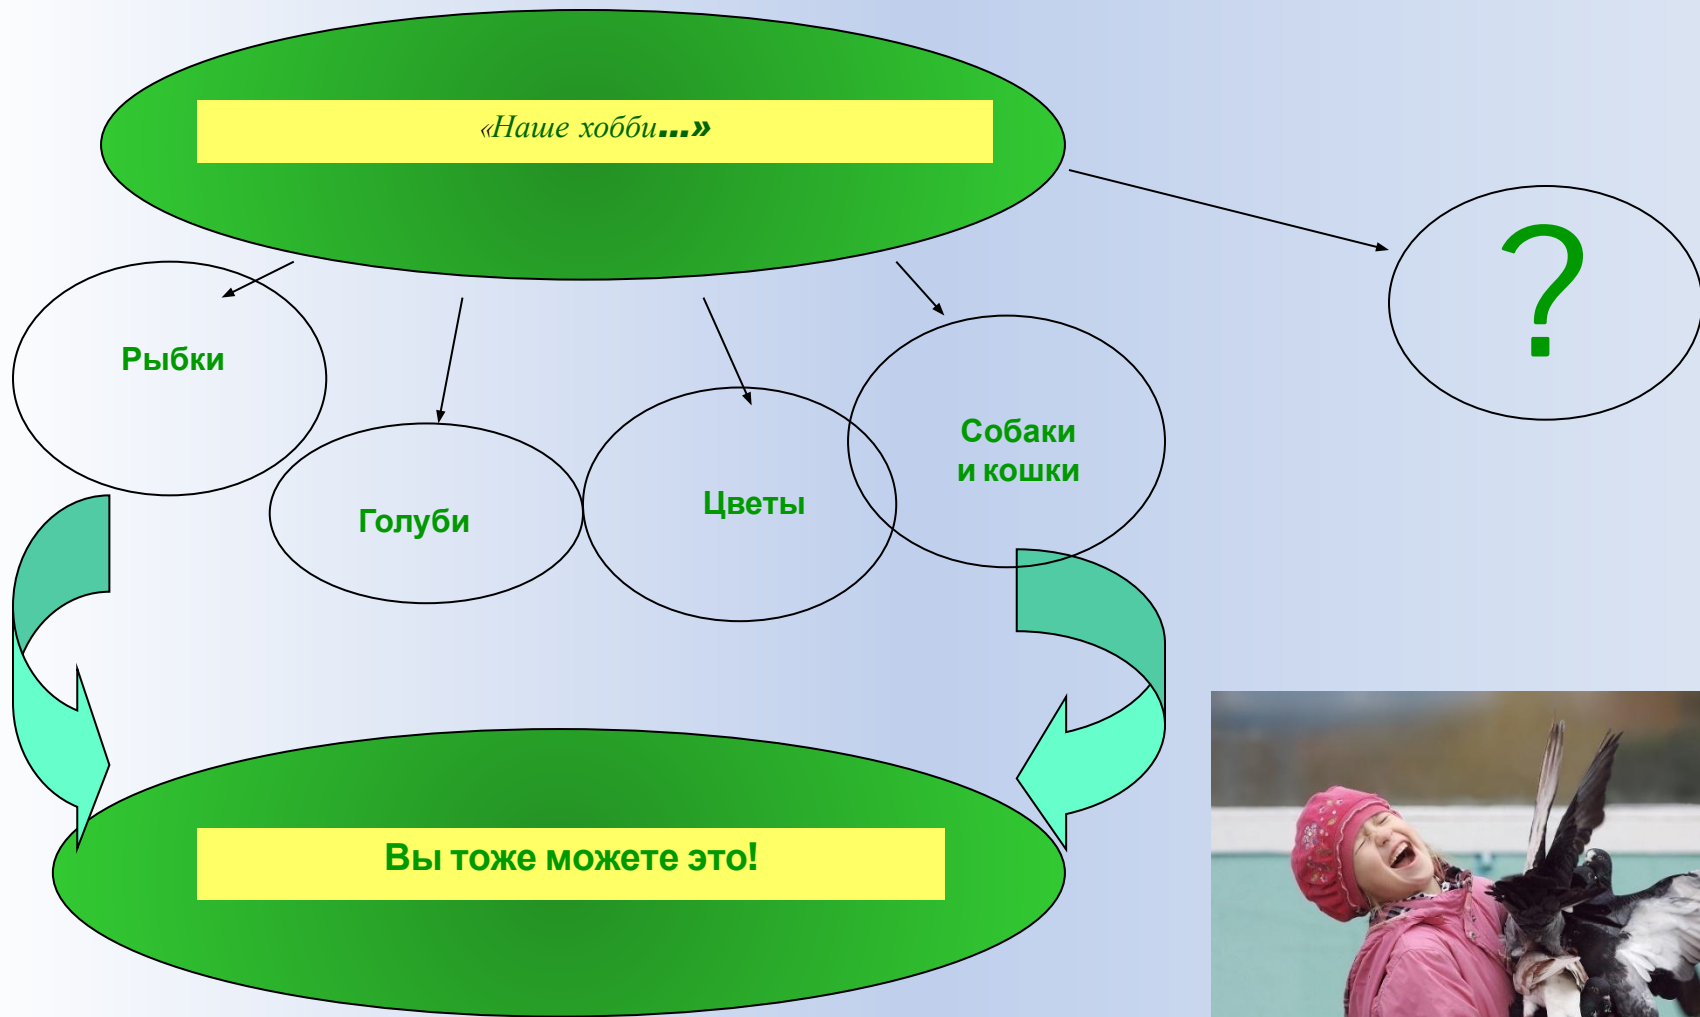 «Наше хобби...»
?
Рыбки
Голуби
Цветы
Собаки
и кошки
Вы тоже можете это!